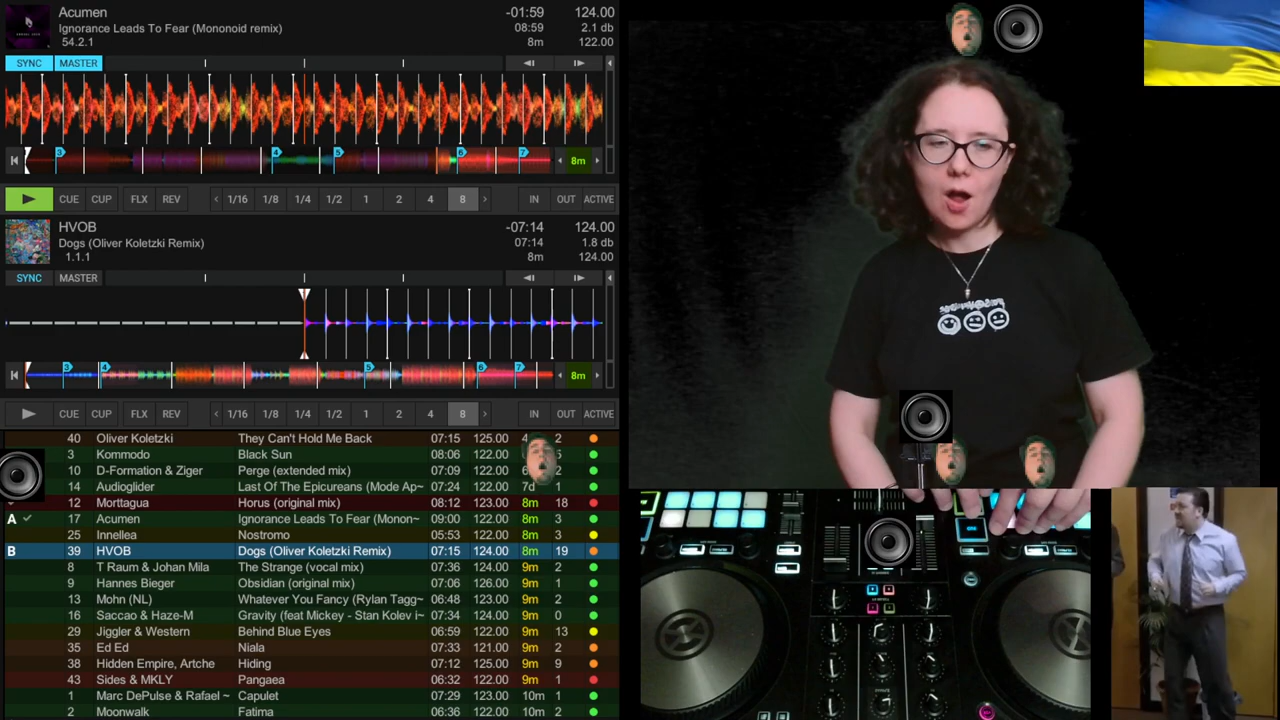 Acumen -01:59 124.00
Ignorance Leads To Fear (Mononoid remix) 08:59 2.1 db
54.2.1 8m 122.00
SYNC MASTER
3 4 5 6 7 8m
CUE CUP FLX REV 1/16 1/8 1/4 1/2 1 2 4 8 IN OUT ACTIVE
HVOB -07:14 124.00
Dogs (Oliver Koletzki Remix) 07:14 1.8 db
1.1.1 8m 124.00
SYNC MASTER
3 4 5 6 7 8m
CUE CUP FLX REV 1/16 1/8 1/4 1/2 1 2 4 8 IN OUT ACTIVE
40 Oliver Koletzki They Can't Hold Me Back 07:15 125.00 2
3 Kommodo Black Sun 08:06 122.00
10 D-Formation & Ziger Perge (extended mix) 07:09 122.00 2
14 Audioglider Last Of The Epicureans (Mode Ap~ 07:24 122.00 7d
12 Morttagua Horus (original mix) 08:12 123.00 8m 18
A 17 Acumen Ignorance Leads To Fear (Monon~ 09:00 122.00 8m 3
25 Innellea Nostromo 05:53 122.00 8m 3
B 39 HVOB Dogs (Oliver Koletzki Remix) 07:15 124.00 8m 19
8 T Raum & Johan Mila The Strange (vocal mix) 07:36 124.00 9m 2
9 Hannes Bieger Obsidian (original mix) 07:06 126.00 9m 1
13 Mohn (NL) Whatever You Fancy (Rylan Tagg~ 06:48 123.00 9m 2
16 Saccao & Haze-M Gravity (feat Mickey - Stan Kolev i~ 07:34 124.00 9m 0
29 Jiggler & Western Behind Blue Eyes 06:59 122.00 9m 13
35 Ed Ed Niala 07:33 121.00 9m 2
38 Hidden Empire, Artche Hiding 07:12 125.00 9m 9
43 Sides & MKLY Pangaea 06:32 122.00 9m 1
1 Marc DePulse & Rafael ~ Capulet 07:29 123.00 10m 1
2 Moonwalk Fatima 06:36 122.00 10m 2